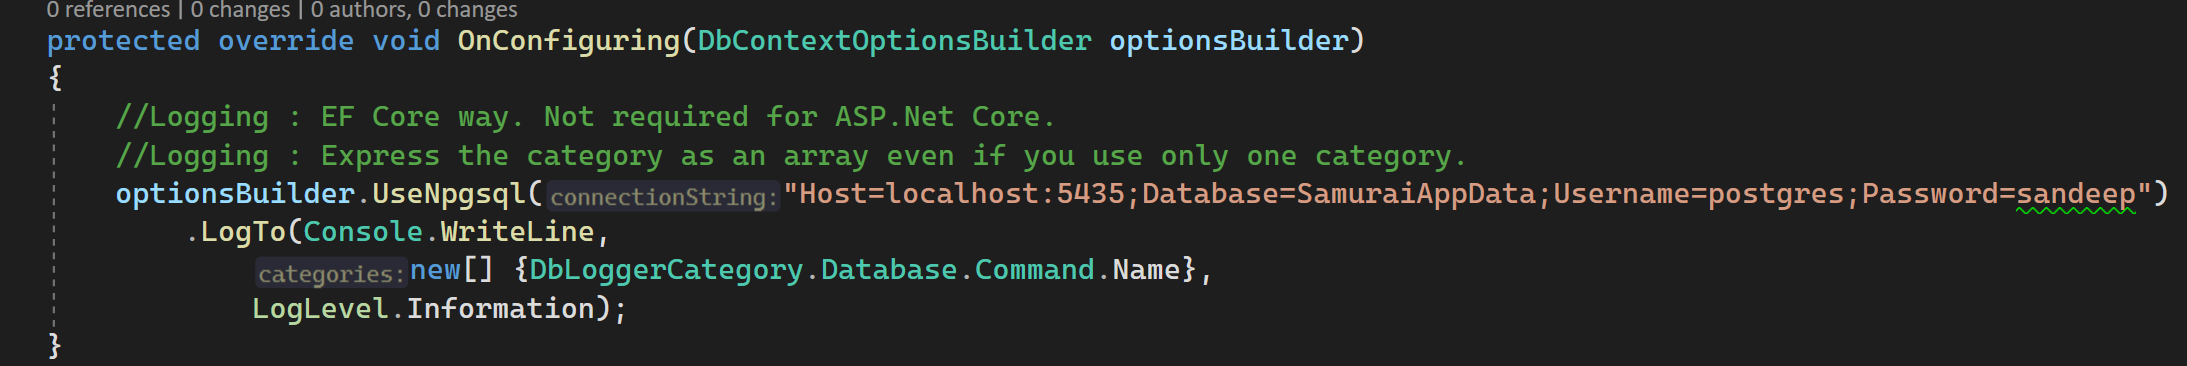 0 references | 0 changes | 0 authors, 0 changes
protected override void OnConfiguring(DbContextOptionsBuilder optionsBuilder)
{
//Logging : EF Core way. Not required for ASP.Net Core.
//Logging : Express the category as an array even if you use only one category.
optionsBuilder.UseNpgsql(connectionString:"Host=localhost:5435;Database=SamuraiAppData;Username=postgres;Password=sandeep")
.LogTo(Console.WriteLine,
categories:new[] {DbLoggerCategory.Database.Command.Name},
LogLevel.Information);
}